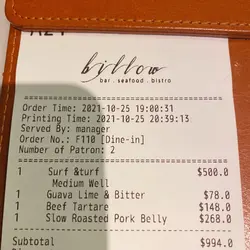 billow
bar . seafood . bistro
Order Time: 2021-10-25 19:00:31
Printing Time: 2021-10-25 20:39:13
Served By: manager
Order No.: F110 [Dine-in]
Number of Patron: 2
1 Surf &turf $500.0
Medium Well
1 Guava Lime & Bitter $78.0
1 Beef Tartare $148.0
1 Slow Roasted Pork Belly $268.0
Subtotal $994.0